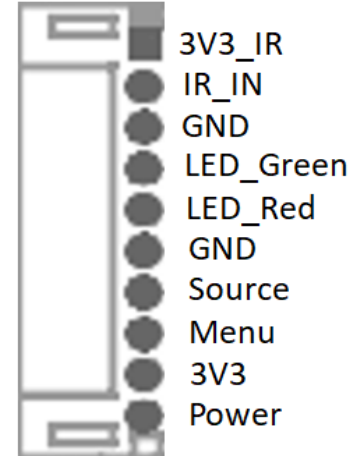 3V3_IR
IR_IN
GND
LED_Green
LED_Red
GND
Source
Menu
3V3
Power